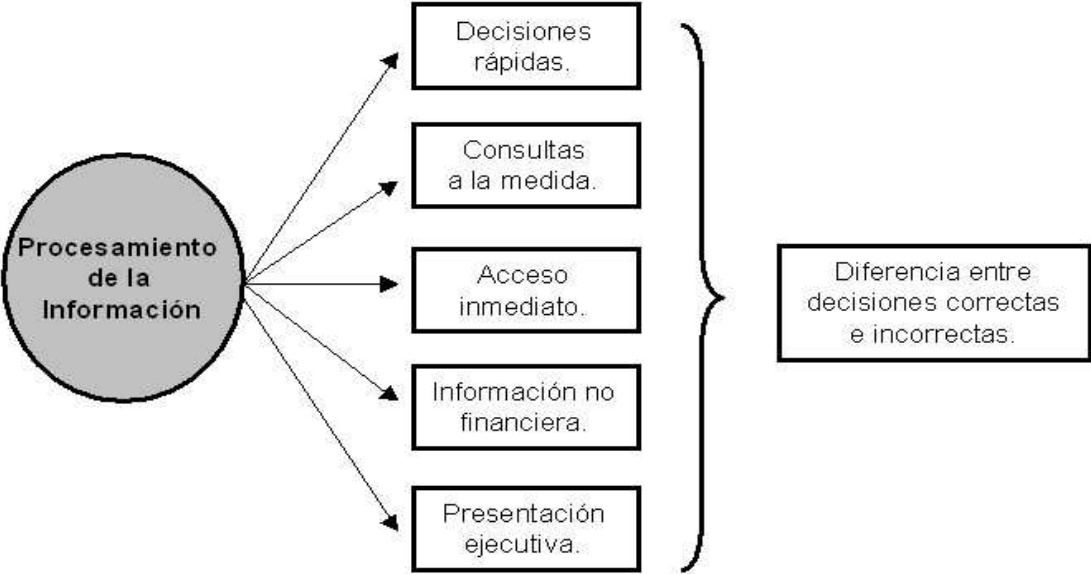 Procesamiento
de la
Información
Decisiones
rápidas.
Consultas
a la medida.
Acceso
inmediato.
Información no
financiera.
Presentación
ejecutiva.
Diferencia entre
decisiones correctas
e incorrectas.